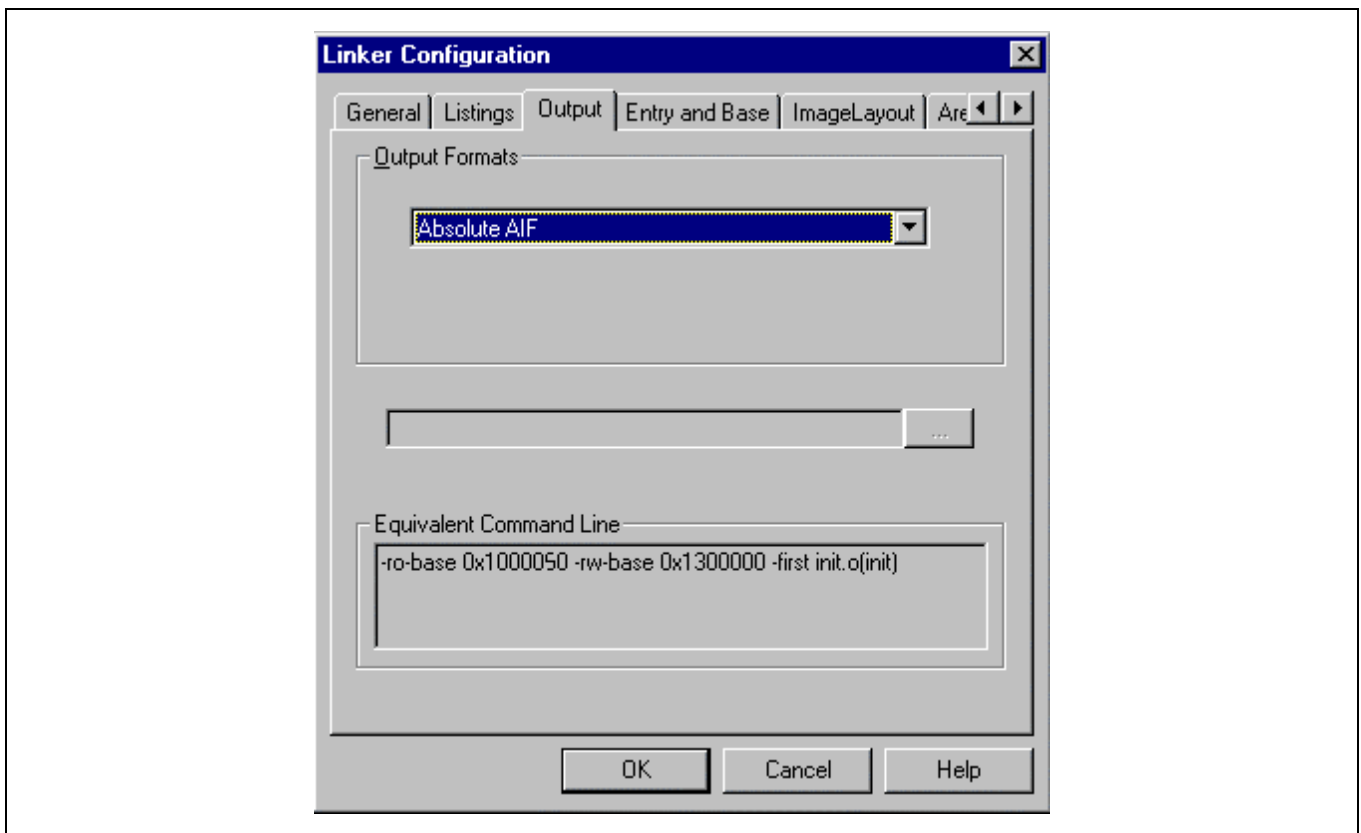 Linker Configuration
General Listings Output Entry and Base ImageLayout Are
Output Formats
Absolute AIF
...
Equivalent Command Line
-ro-base 0x1000050 -rw-base 0x1300000 -first init.o(init)
OK Cancel Help